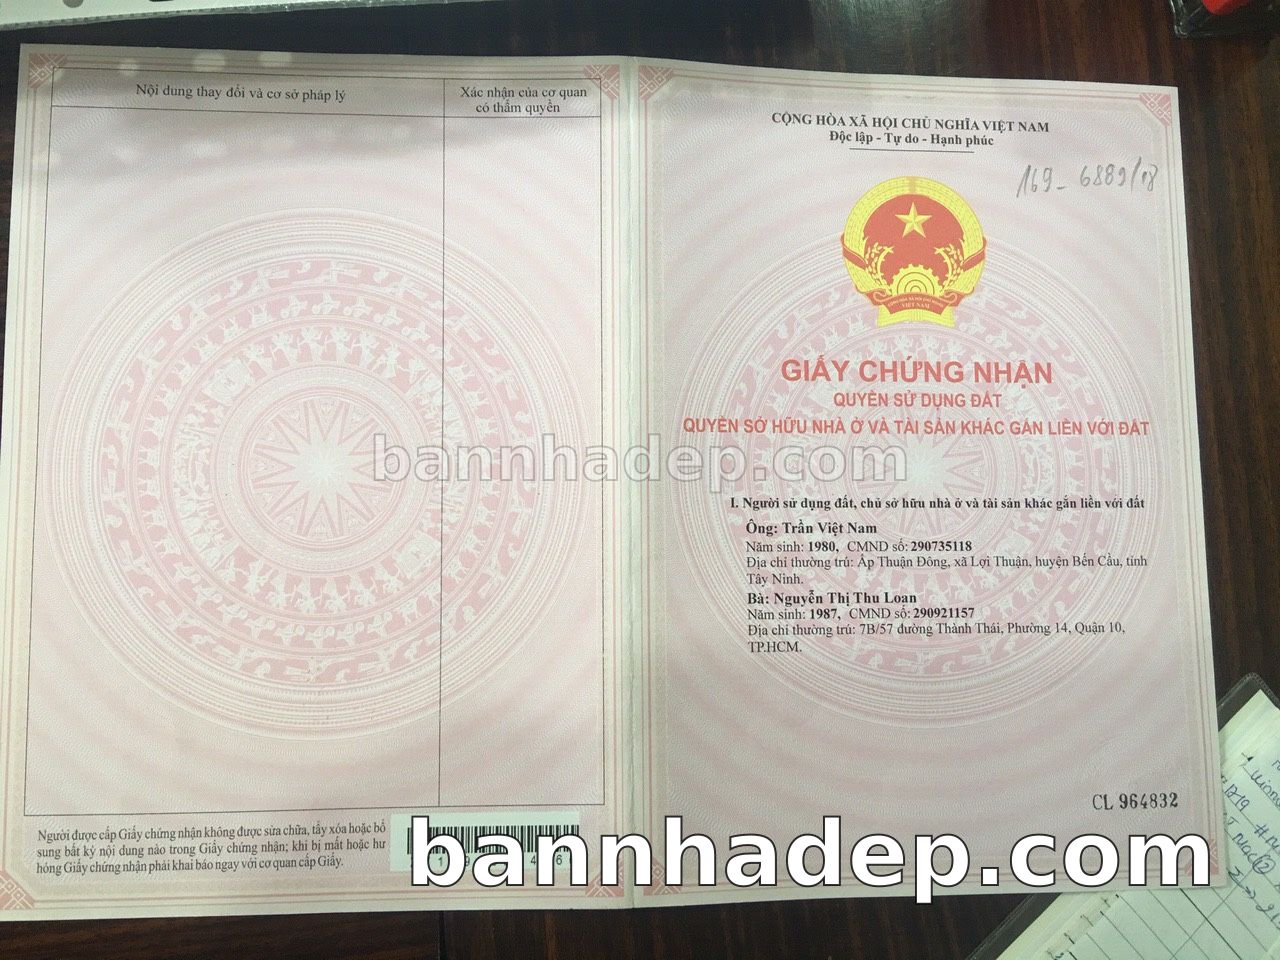 Nội dung thay đổi và cơ sở pháp lý
Xác nhận của cơ quan
có thẩm quyền
Người được cấp Giấy chứng nhận không được sửa chữa, tẩy xóa hoặc bổ
sung bất kỳ nội dung nào trong Giấy chứng nhận; khi bị mất hoặc hư
hỏng Giấy chứng nhận phải khai báo ngay với cơ quan cấp Giấy.
CỘNG HÒA XÃ HỘI CHỦ NGHĨA VIỆT NAM
Độc lập - Tự do - Hạnh phúc
169 - 6889/18
VIỆT NAM
GIẤY CHỨNG NHẬN
QUYỀN SỬ DỤNG ĐẤT
QUYỀN SỞ HỮU NHÀ Ở VÀ TÀI SẢN KHÁC GẮN LIỀN VỚI ĐẤT
bannhadep.com
I. Người sử dụng đất, chủ sở hữu nhà ở và tài sản khác gắn liền với đất
Ông: Trần Việt Nam
Năm sinh: 1980, CMND số: 290735118
Địa chỉ thường trú: Ấp Thuận Đông, xã Lợi Thuận, huyện Bến Cầu, tỉnh
Tây Ninh.
Bà: Nguyễn Thị Thu Loan
Năm sinh: 1987, CMND số: 290921157
Địa chỉ thường trú: 7B/57 đường Thành Thái, Phường 14, Quận 10,
TP.HCM.
CL 964832
bannhadep.com